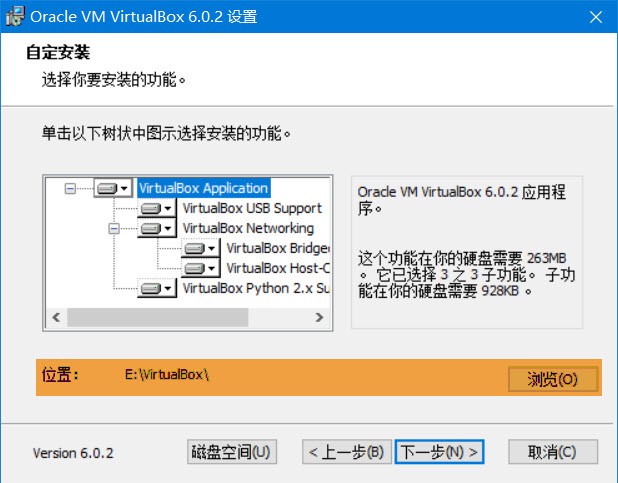 Oracle VM VirtualBox 6.0.2 设置
自定安装
选择你要安装的功能。
单击以下树状中图示选择安装的功能。
VirtualBox Application
VirtualBox USB Support
VirtualBox Networking
VirtualBox Bridge
VirtualBox Host-C
VirtualBox Python 2.x Su
Oracle VM VirtualBox 6.0.2 应用程
序。
这个功能在你的硬盘需要 263MB
。 它已选择 3 之 3 子功能。 子功
能在你的硬盘需要 928KB 。
位置： E:\VirtualBox\ 浏览(O)
Version 6.0.2 磁盘空间(U) < 上一步(B) 下一步(N) > 取消(C)